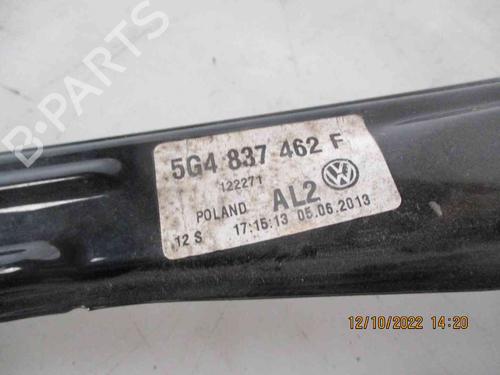 B-PARTS
5G4 837 462 F
122271
POLAND AL2
12 S 17:15:13 05.06.2013
12/10/2022 14:20